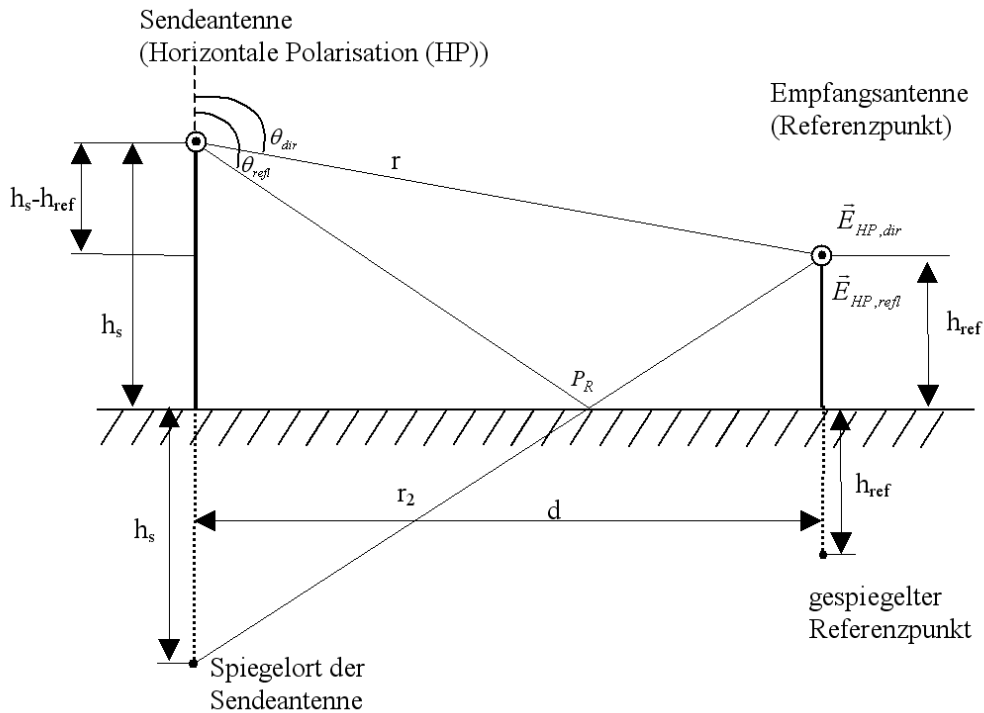 Sendeantenne
(Horizontale Polarisation (HP))
Empfangsantenne
(Referenzpunkt)
θdir
θrefl
r
hs-href
hs
E⃗HP,dir
E⃗HP,refl
href
PR
hs
r2
d
href
gespiegelter
Referenzpunkt
Spiegelort der
Sendeantenne